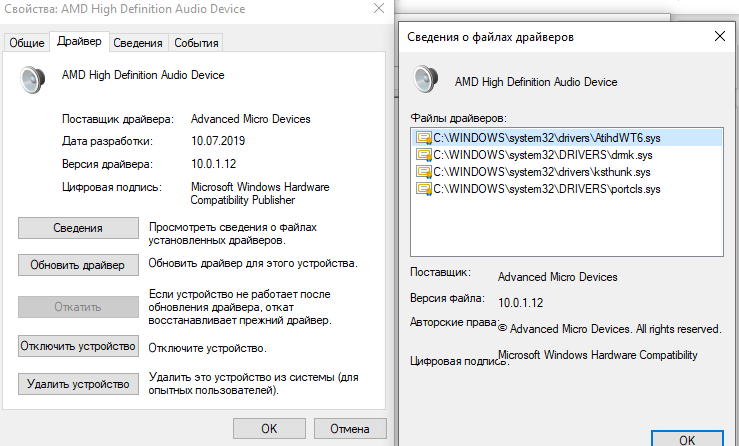 Свойства: AMD High Definition Audio Device
Общие
Драйвер
Сведения
События
AMD High Definition Audio Device
Поставщик драйвера: Advanced Micro Devices
Дата разработки: 10.07.2019
Версия драйвера: 10.0.1.12
Цифровая подпись: Microsoft Windows Hardware
Compatibility Publisher
Сведения
Просмотреть сведения о файлах
установленных драйверов.
Обновить драйвер
Обновить драйвер для этого устройства.
Откатить
Если устройство не работает после
обновления драйвера, откат
восстанавливает прежний драйвер.
Отключить устройство
Отключите устройство.
Удалить устройство
Удалить это устройство из системы (для
опытных пользователей).
OK
Отмена
Сведения о файлах драйверов
AMD High Definition Audio Device
Файлы драйверов:
C:\WINDOWS\system32\drivers\AtihdWT6.sys
C:\WINDOWS\system32\DRIVERS\drmk.sys
C:\WINDOWS\system32\drivers\ksthunk.sys
C:\WINDOWS\system32\DRIVERS\portcls.sys
Поставщик: Advanced Micro Devices
Версия файла: 10.0.1.12
Авторские права: © Advanced Micro Devices. All rights reserved.
Цифровая подпись: Microsoft Windows Hardware Compatibility
OK